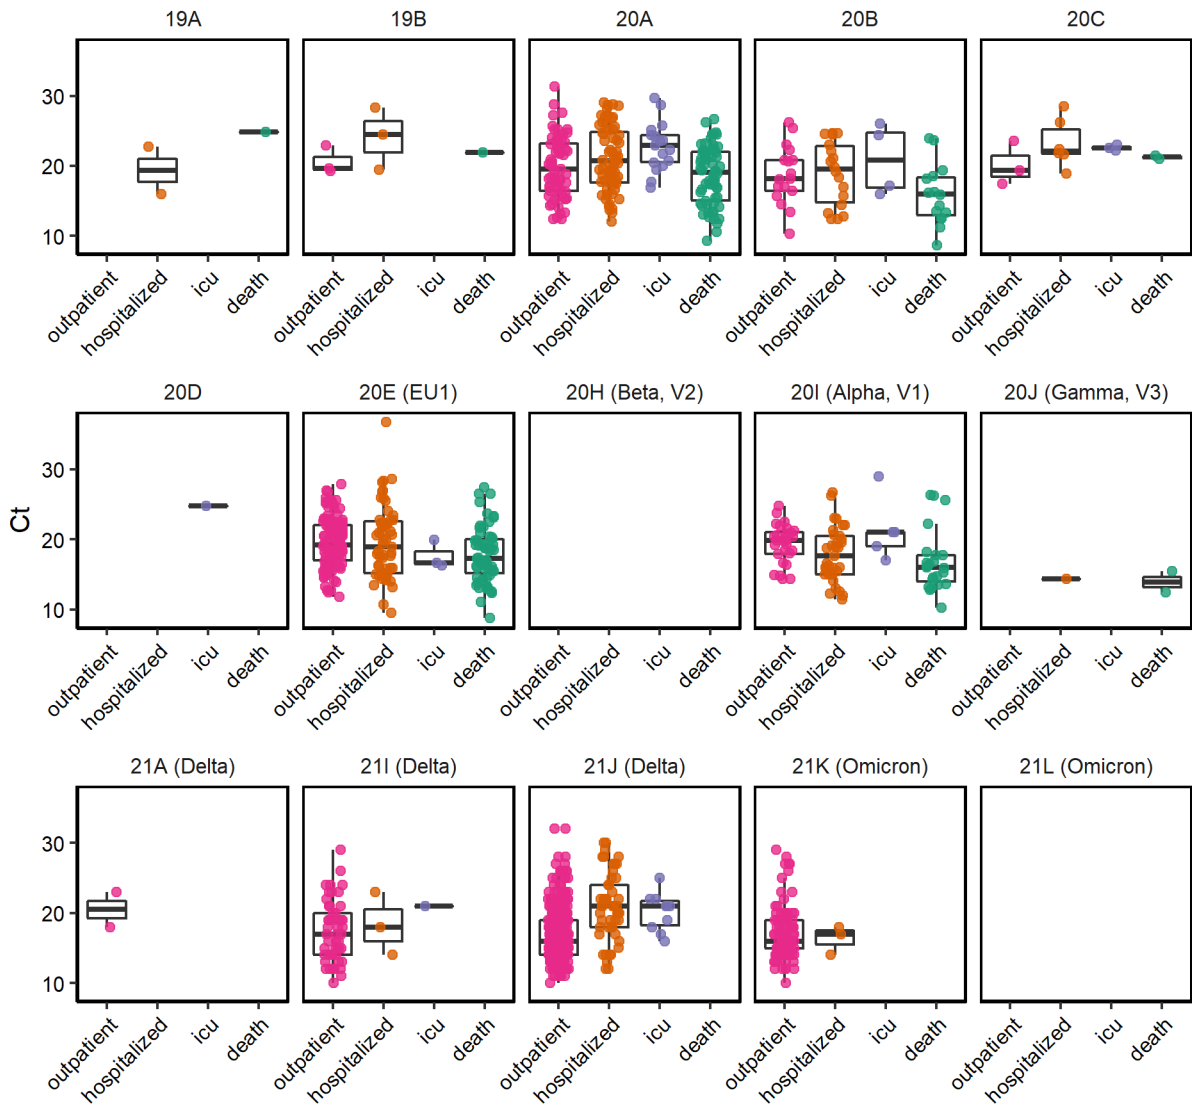 19A 19B 20A 20B 20C
30
20
10
outpatient hospitalized icu death outpatient hospitalized icu death outpatient hospitalized icu death outpatient hospitalized icu death outpatient hospitalized icu death
20D 20E (EU1) 20H (Beta, V2) 20I (Alpha, V1) 20J (Gamma, V3)
Ct
30
20
10
outpatient hospitalized icu death outpatient hospitalized icu death outpatient hospitalized icu death outpatient hospitalized icu death outpatient hospitalized icu death
21A (Delta) 21I (Delta) 21J (Delta) 21K (Omicron) 21L (Omicron)
30
20
10
outpatient hospitalized icu death outpatient hospitalized icu death outpatient hospitalized icu death outpatient hospitalized icu death outpatient hospitalized icu death